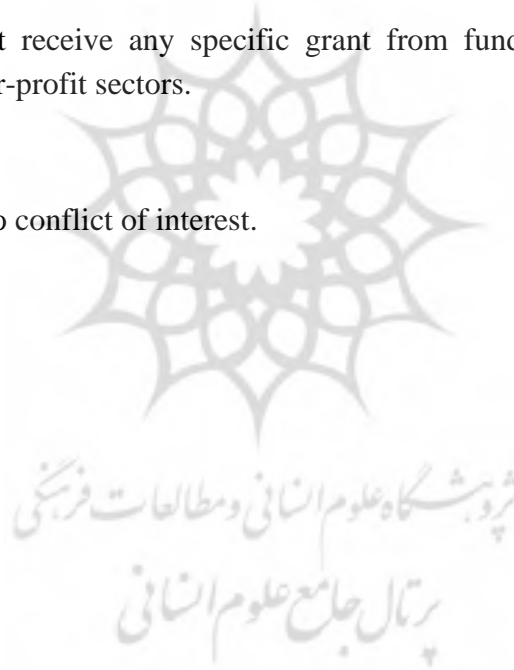 t receive any specific grant from fund
r-profit sectors.
o conflict of interest.
پژوهشگاه علوم انسانی و مطالعات فرهنگی
پرتال جامع علوم انسانی